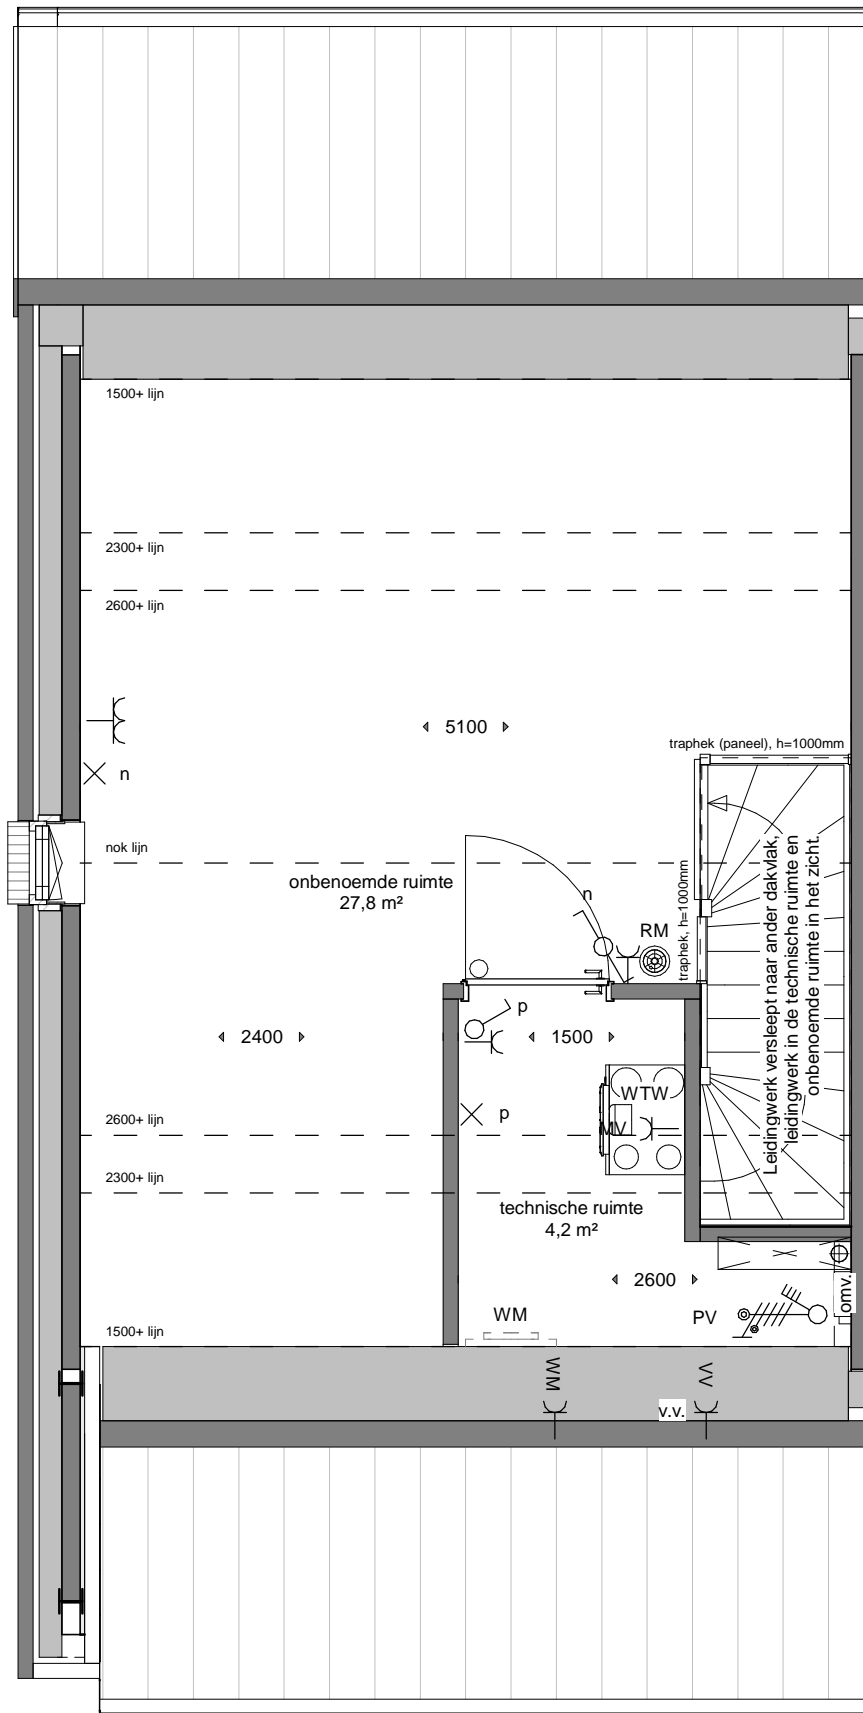 1500+ lijn
2300+ lijn
2600+ lijn
5100
traphek (paneel), h=1000mm
n
nok lijn
onbenoemde ruimte
27,8 m²
n
RM
traphek, h=1000mm
Leidingwerk versleept naar ander dakvlak,
leidingwerk in de technische ruimte en
onbenoemde ruimte in het zicht.
p
2400
1500
WTW
MV
p
2600+ lijn
2300+ lijn
technische ruimte
4,2 m²
2600
omv.
WM
PV
1500+ lijn
WM
VV
v.v.